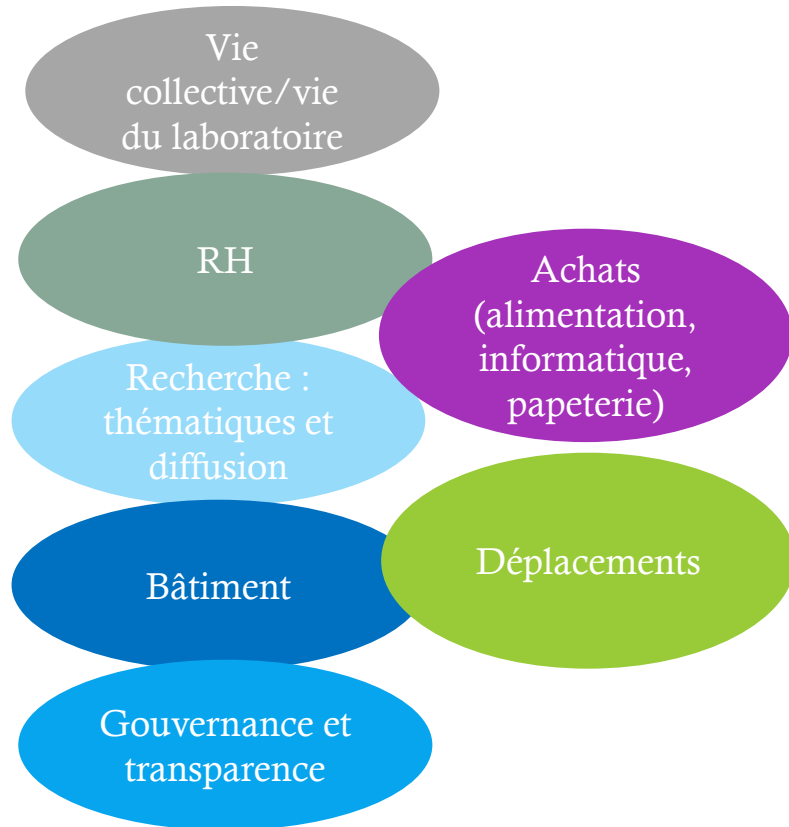 Vie
collective/vie
du laboratoire
RH
Achats
(alimentation,
informatique,
papeterie)
Recherche :
thématiques et
diffusion
Bâtiment
Déplacements
Gouvernance et
transparence